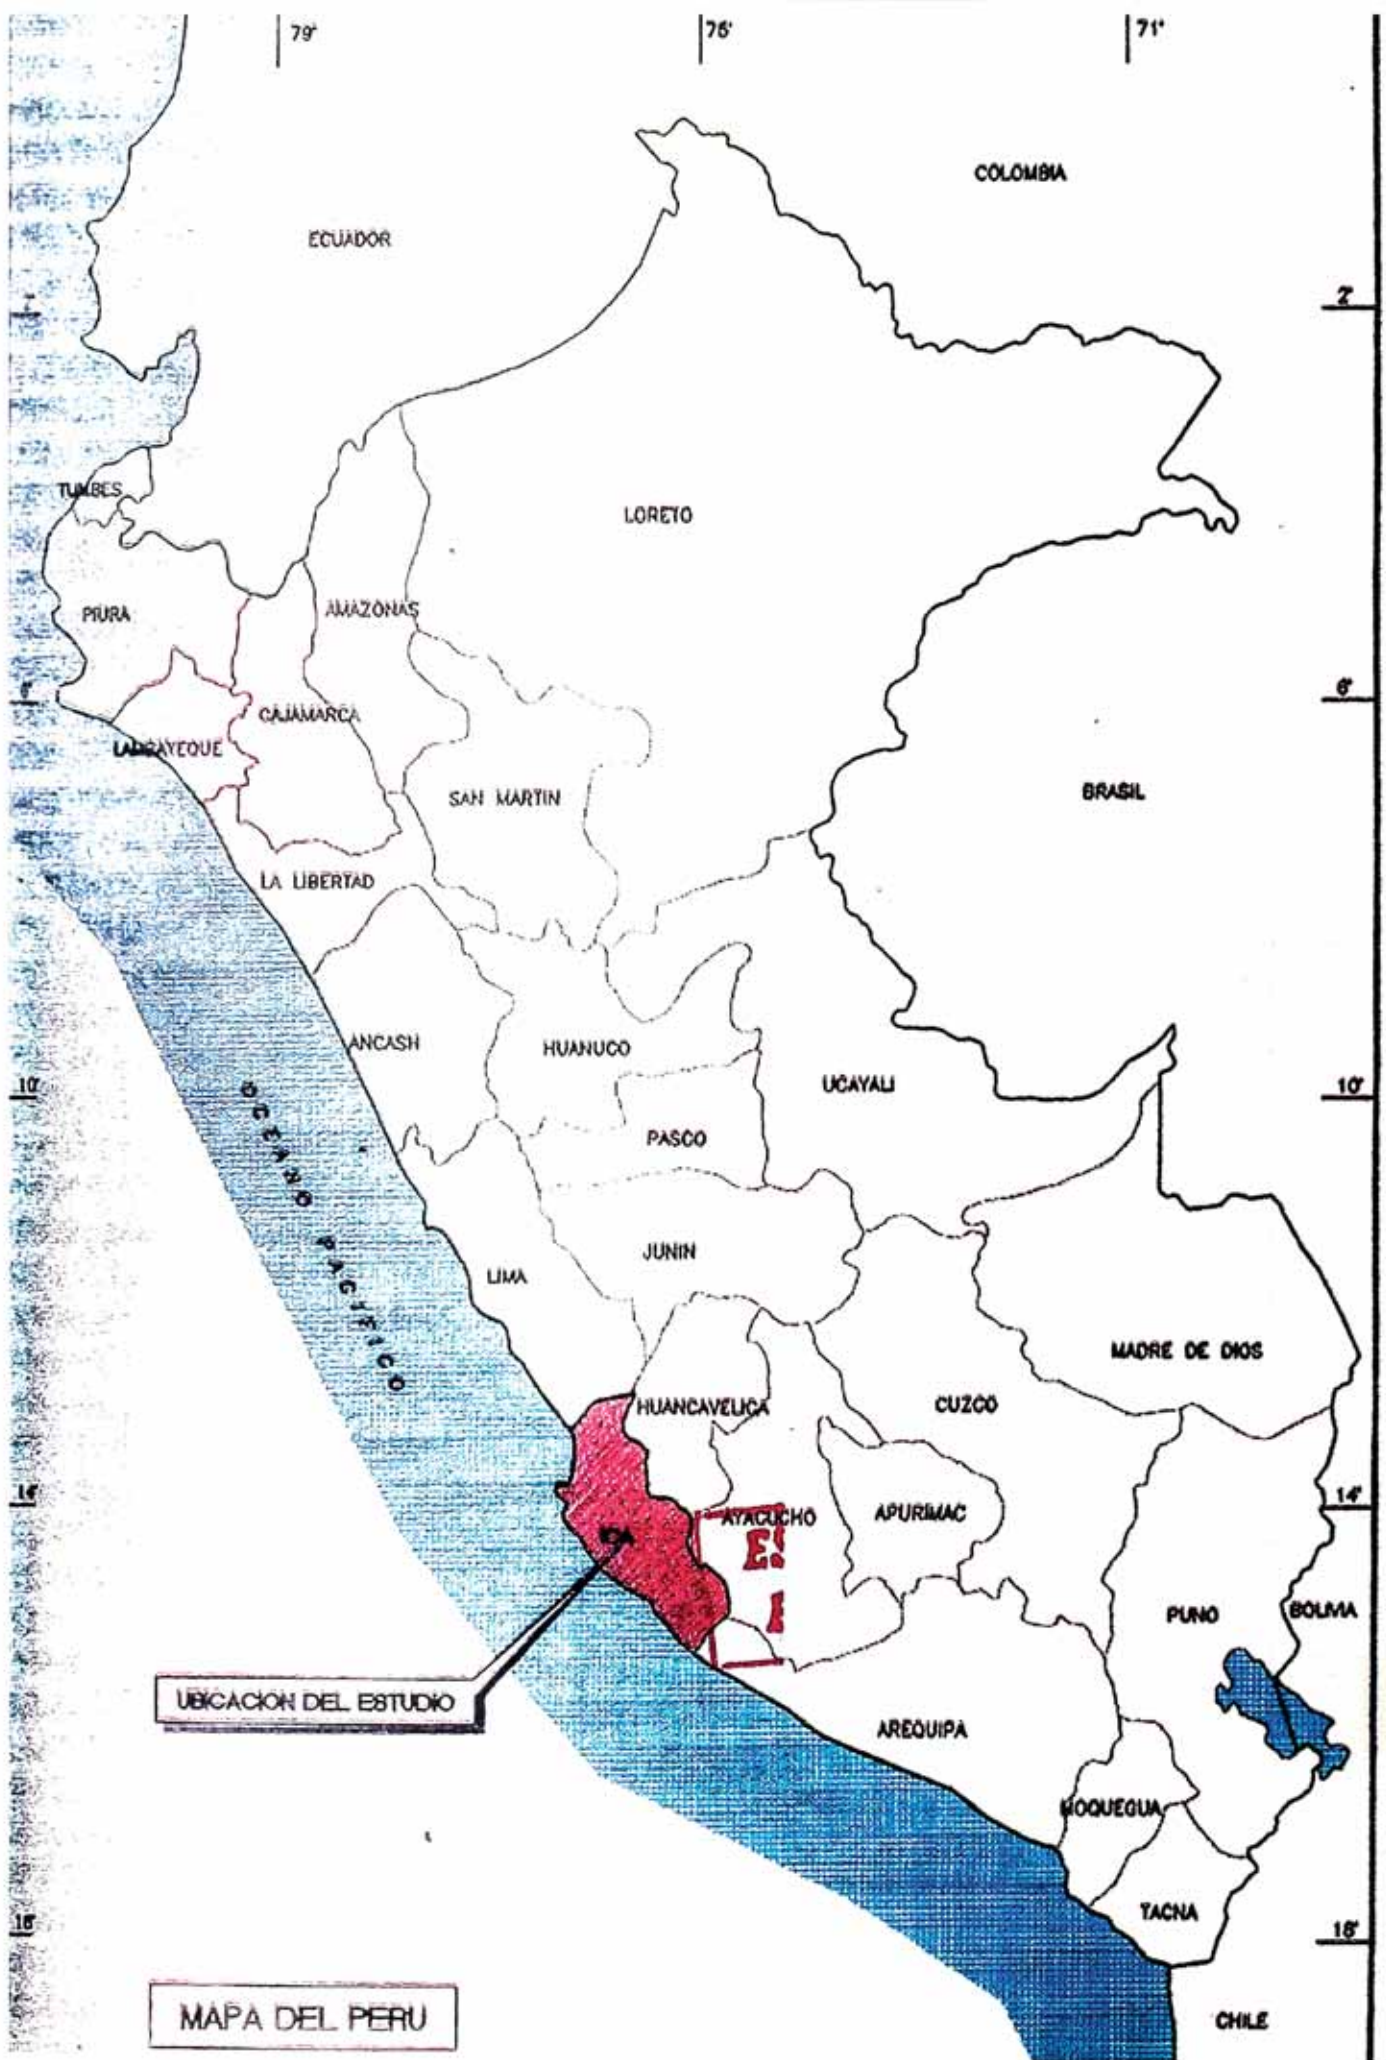 79°
75°
71°
COLOMBIA
ECUADOR
2°
TUMBES
LORETO
PIURA
AMAZONAS
6°
CAJAMARCA
LAMBAYEQUE
BRASIL
SAN MARTIN
LA LIBERTAD
ANCASH
HUANUCO
UCAYALI
10°
10°
PASCO
OCEANO PACIFICO
JUNIN
LIMA
MADRE DE DIOS
HUANCAVELICA
CUZCO
14°
14°
AYACUCHO
APURIMAC
ICA
PUNO
BOLIVIA
UBICACION DEL ESTUDIO
AREQUIPA
MOQUEGUA
TACNA
18°
18°
MAPA DEL PERU
CHILE